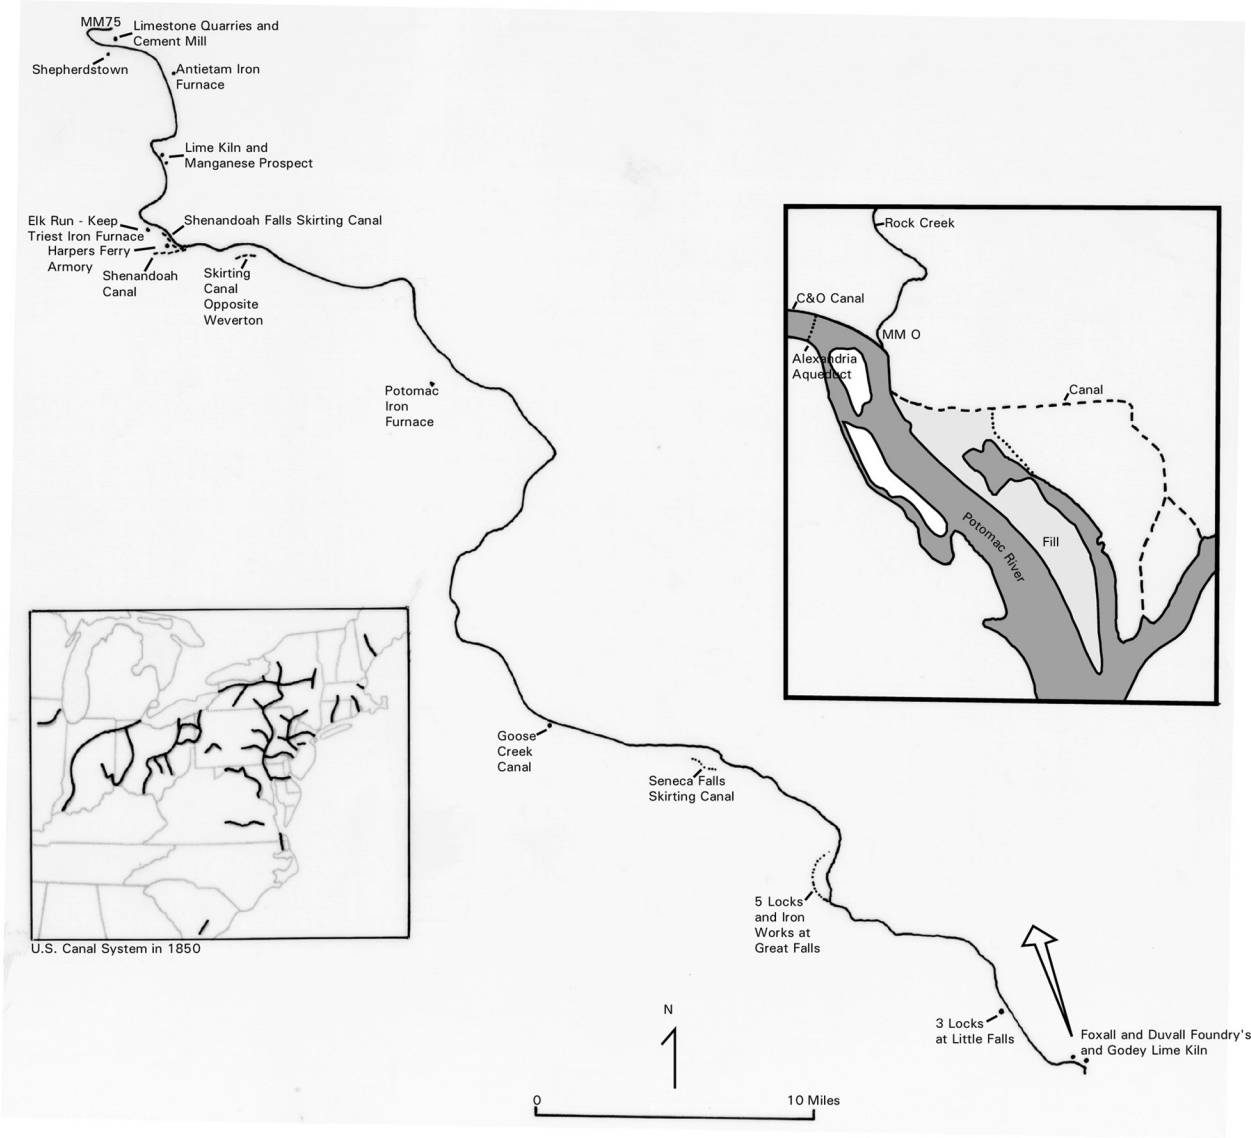 MM75
Limestone Quarries and
Cement Mill
Shepherdstown
Antietam Iron
Furnace
Lime Kiln and
Manganese Prospect
Elk Run - Keep
Triest Iron Furnace
Shenandoah Falls Skirting Canal
Harpers Ferry
Armory
Shenandoah
Canal
Skirting
Canal
Opposite
Weverton
Potomac
Iron
Furnace
Rock Creek
C&O Canal
MM O
Alexandria
Aqueduct
Canal
Potomac River
Fill
Goose
Creek
Canal
Seneca Falls
Skirting Canal
5 Locks
and Iron
Works at
Great Falls
U.S. Canal System in 1850
3 Locks
at Little Falls
Foxall and Duvall Foundry's
and Godey Lime Kiln
N
0 10 Miles